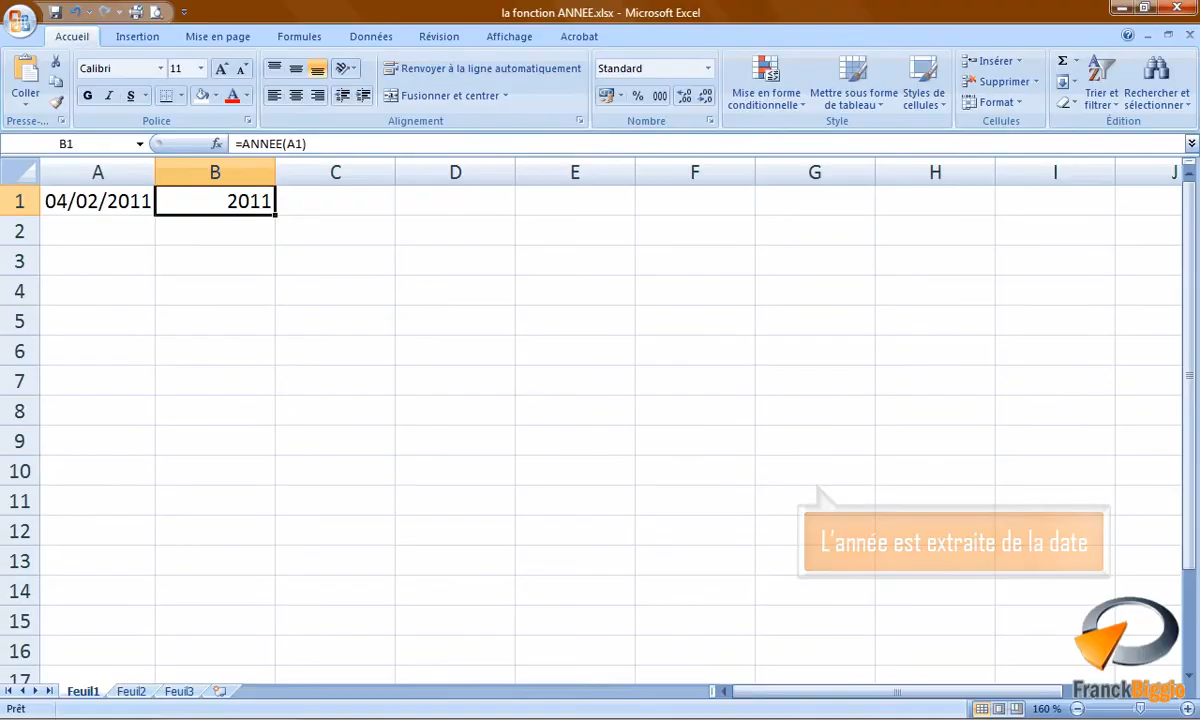 la fonction ANNEE.xlsx - Microsoft Excel
Accueil Insertion Mise en page Formules Données Révision Affichage Acrobat
Coller
Presse-...
Calibri 11
G I S
Police
Renvoyer à la ligne automatiquement
Fusionner et centrer
Alignement
Standard
% 000
Nombre
Mise en forme conditionnelle
Mettre sous forme de tableau
Styles de cellules
Style
Insérer
Supprimer
Format
Cellules
Σ
Trier et filtrer
Rechercher et sélectionner
Édition
B1 fx =ANNEE(A1)
A B C D E F G H I J
1 04/02/2011 2011
2
3
4
5
6
7
8
9
10
11
12
13
14
15
16
17
L'année est extraite de la date
FranckBiggio
Feuil1 Feuil2 Feuil3
Prêt 160 %